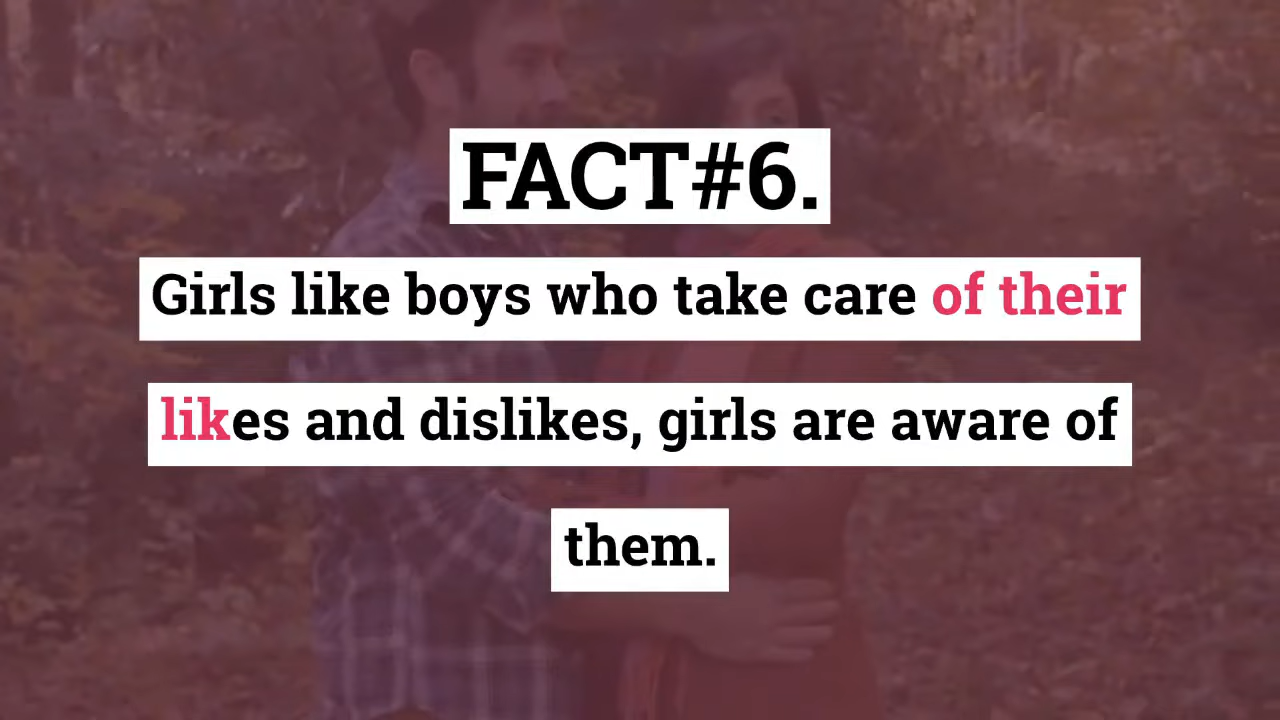 FACT#6.
Girls like boys who take care of their
likes and dislikes, girls are aware of
them.